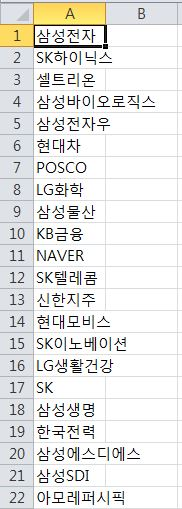 A B
1 삼성전자
2 SK하이닉스
3 셀트리온
4 삼성바이오로직스
5 삼성전자우
6 현대차
7 POSCO
8 LG화학
9 삼성물산
10 KB금융
11 NAVER
12 SK텔레콤
13 신한지주
14 현대모비스
15 SK이노베이션
16 LG생활건강
17 SK
18 삼성생명
19 한국전력
20 삼성에스디에스
21 삼성SDI
22 아모레퍼시픽